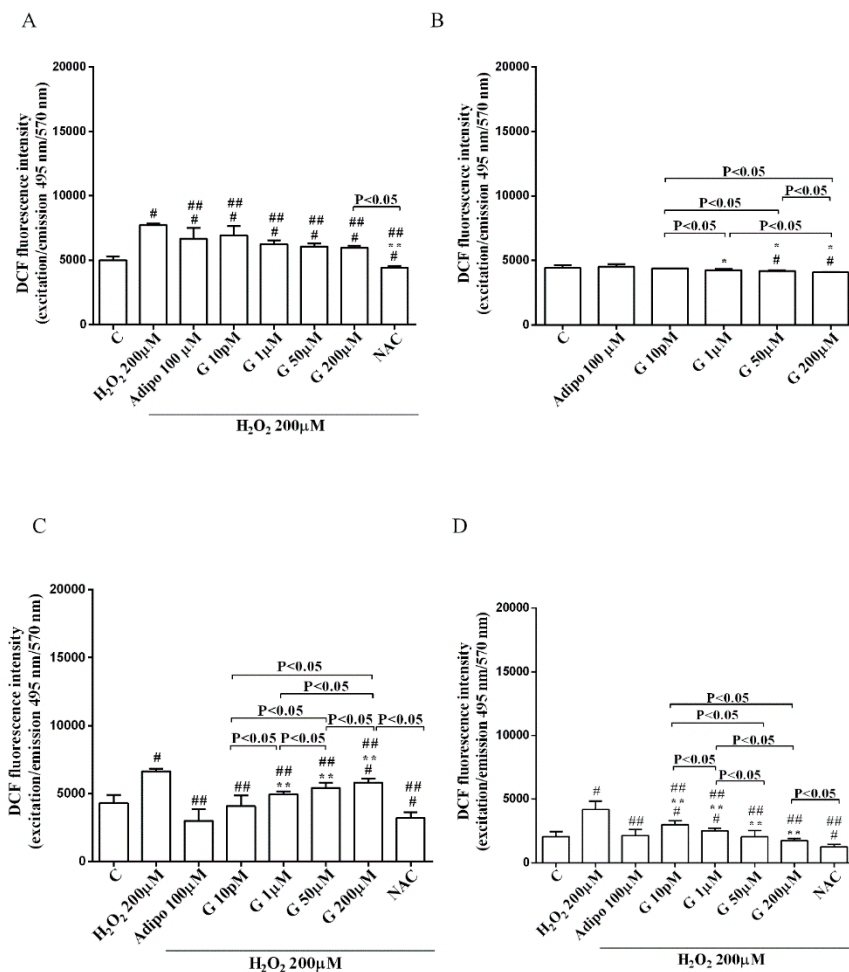 A
B
20000
15000
10000
5000
0
DCF fluorescence intensity
(excitation/emission 495 nm/570 nm)
P<0.05
#
##
#
##
#
##
#
##
#
##
#
##
**
#
C
H₂O₂ 200µM
Adipo 100 µM
G 10pM
G 1µM
G 50µM
G 200µM
NAC
H₂O₂ 200µM
20000
15000
10000
5000
0
DCF fluorescence intensity
(excitation/emission 495 nm/570 nm)
P<0.05
P<0.05
P<0.05
P<0.05
P<0.05
*
*
#
*
#
C
Adipo 100 µM
G 10pM
G 1µM
G 50µM
G 200µM
C
D
20000
15000
10000
5000
0
DCF fluorescence intensity
(excitation/emission 495 nm/570 nm)
P<0.05
P<0.05
P<0.05
P<0.05
P<0.05
P<0.05
P<0.05
#
##
##
##
**
##
**
##
**
#
##
#
C
H₂O₂ 200µM
Adipo 100µM
G 10pM
G 1µM
G 50µM
G 200µM
NAC
H₂O₂ 200µM
20000
15000
10000
5000
0
DCF fluorescence intensity
(excitation/emission 495 nm/570 nm)
P<0.05
P<0.05
P<0.05
P<0.05
P<0.05
P<0.05
#
##
##
**
#
##
**
#
##
**
##
**
##
#
C
H₂O₂ 200µM
Adipo 100µM
G 10pM
G 1µM
G 50µM
G 200µM
NAC
H₂O₂ 200µM